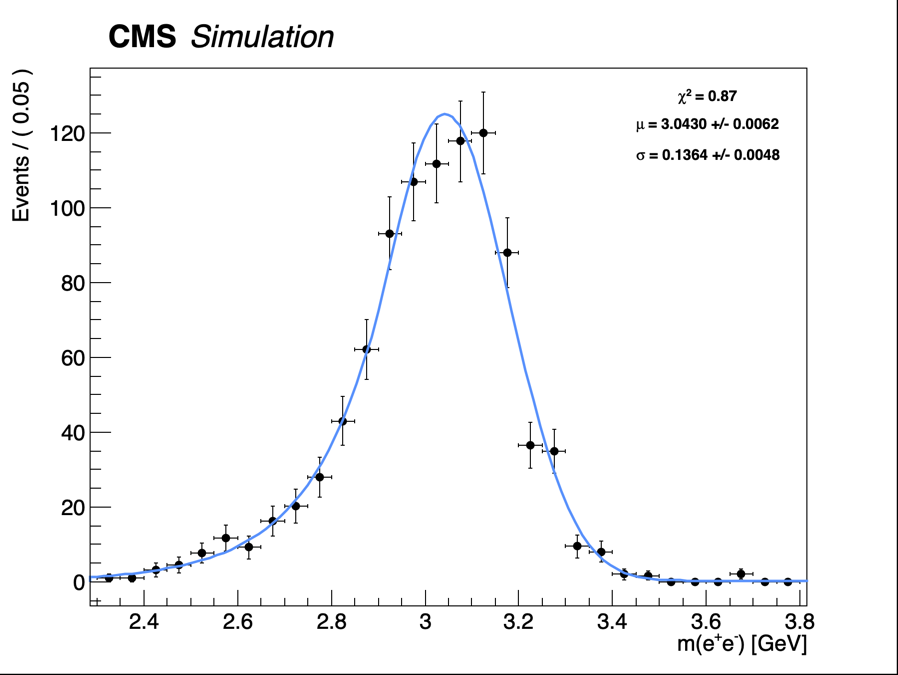 CMS Simulation
χ² = 0.87
μ = 3.0430 +/- 0.0062
σ = 0.1364 +/- 0.0048
Events / ( 0.05 )
120
100
80
60
40
20
0
2.4 2.6 2.8 3 3.2 3.4 3.6 3.8
m(e⁺e⁻) [GeV]